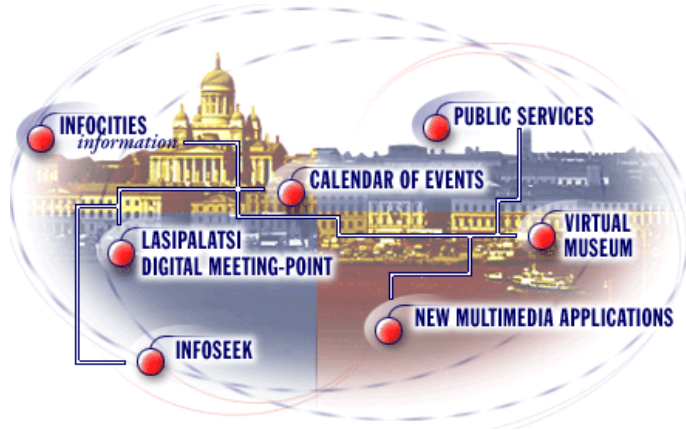 INFOCITIES
information
PUBLIC SERVICES
CALENDAR OF EVENTS
LASIPALATSI
DIGITAL MEETING-POINT
VIRTUAL
MUSEUM
NEW MULTIMEDIA APPLICATIONS
INFOSEEK